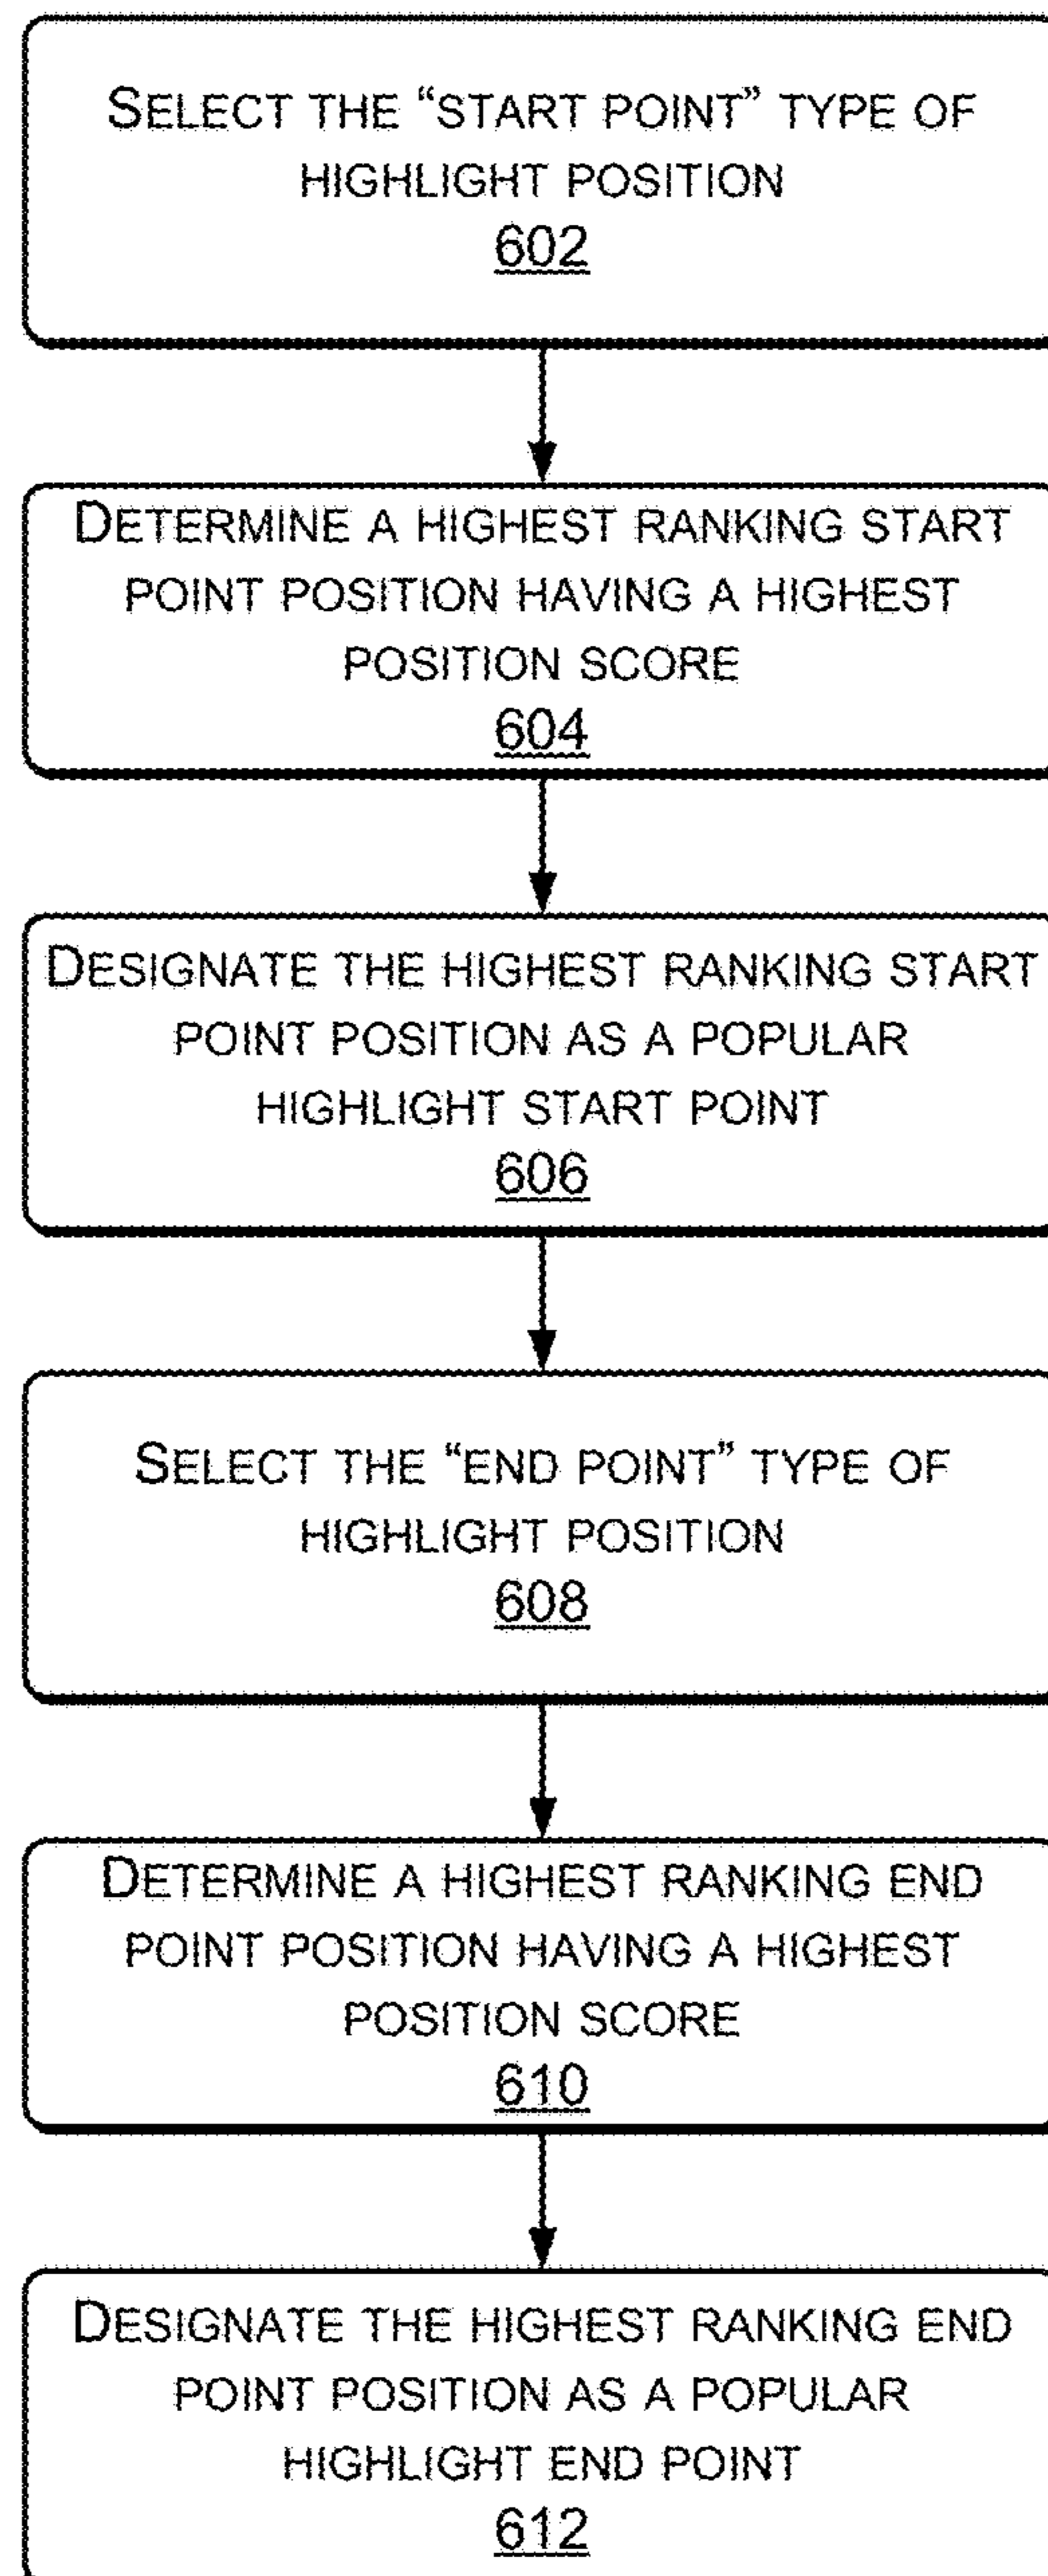 SELECT THE “START POINT” TYPE OF
HIGHLIGHT POSITION
602
DETERMINE A HIGHEST RANKING START
POINT POSITION HAVING A HIGHEST
POSITION SCORE
604
DESIGNATE THE HIGHEST RANKING START
POINT POSITION AS A POPULAR
HIGHLIGHT START POINT
606
SELECT THE “END POINT” TYPE OF
HIGHLIGHT POSITION
608
DETERMINE A HIGHEST RANKING END
POINT POSITION HAVING A HIGHEST
POSITION SCORE
610
DESIGNATE THE HIGHEST RANKING END
POINT POSITION AS A POPULAR
HIGHLIGHT END POINT
612